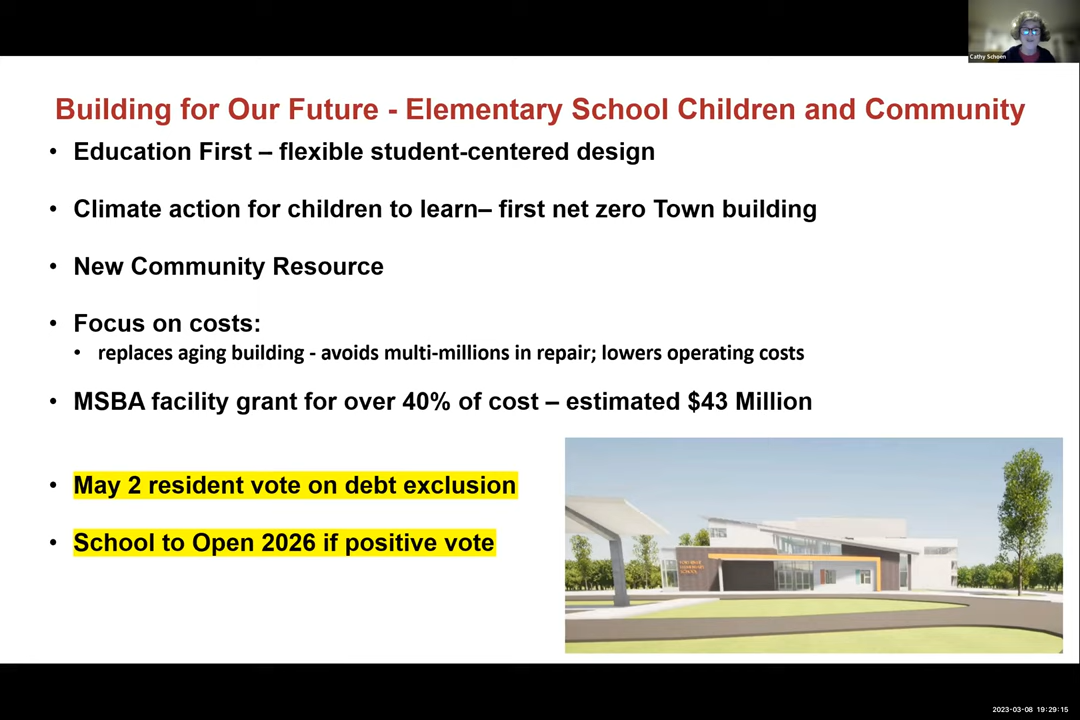 Cathy Schoen
Building for Our Future - Elementary School Children and Community
• Education First – flexible student-centered design
• Climate action for children to learn– first net zero Town building
• New Community Resource
• Focus on costs:
• replaces aging building - avoids multi-millions in repair; lowers operating costs
• MSBA facility grant for over 40% of cost – estimated $43 Million
• May 2 resident vote on debt exclusion
• School to Open 2026 if positive vote
ELEMENTARY
SCHOOL
2023-03-08 19:29:15